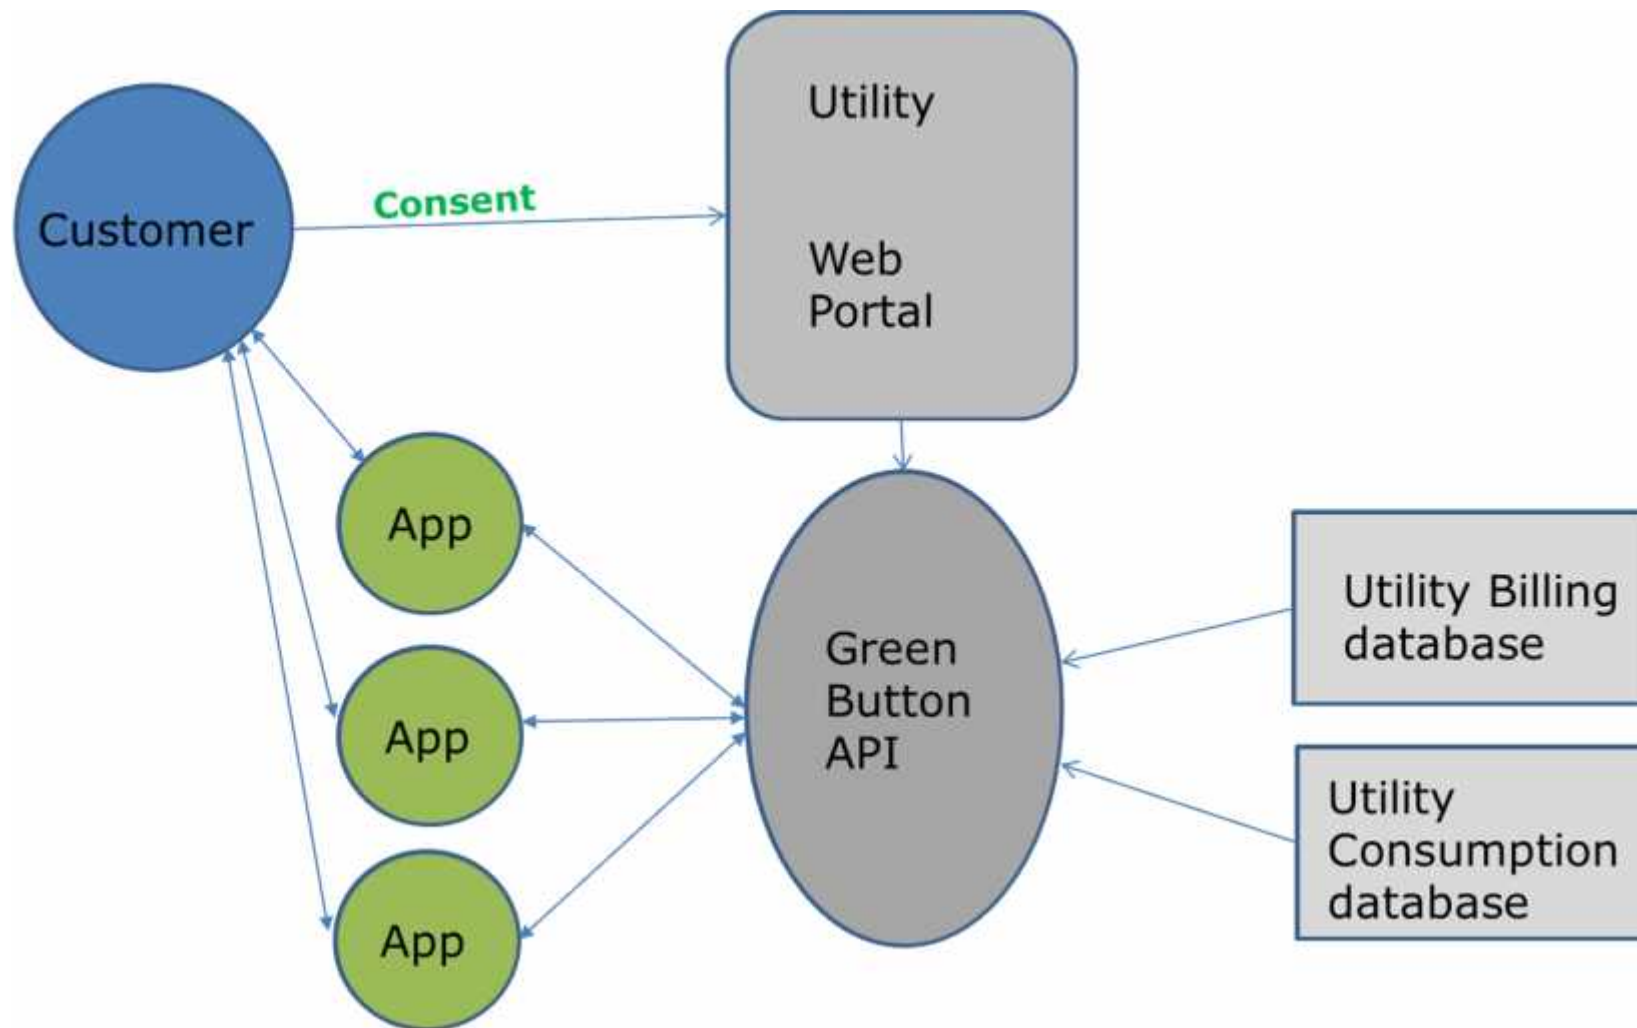 Utility
Customer
Consent
Web
Portal
App
App
App
Green
Button
API
Utility Billing
database
Utility
Consumption
database